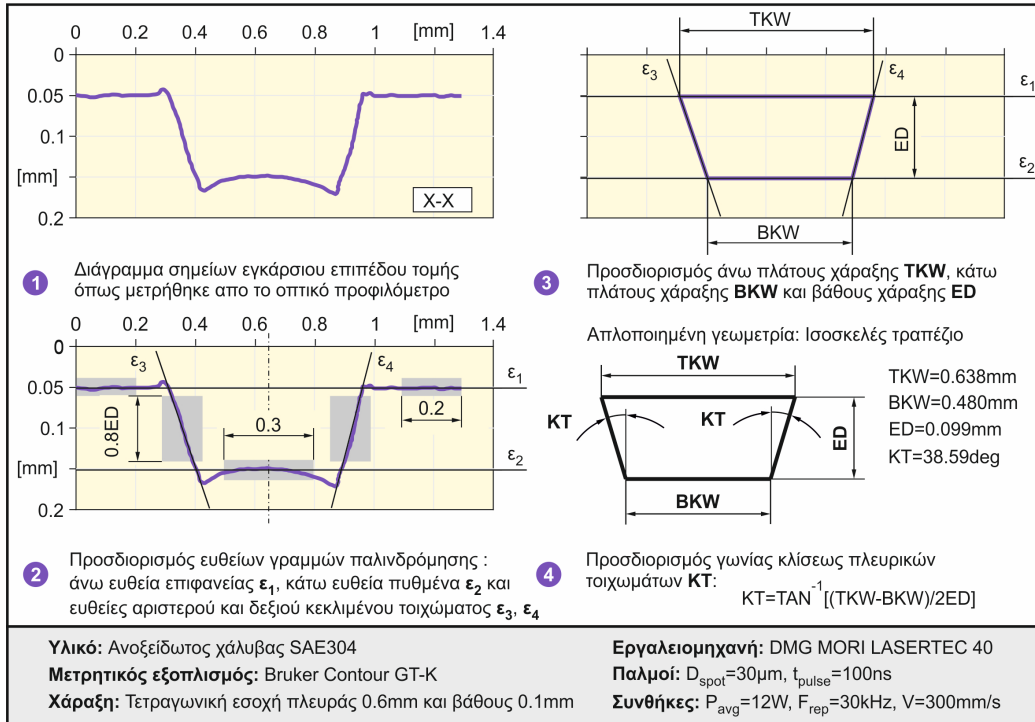 0 0.2 0.4 0.6 0.8 1 [mm] 1.4
0
0.05
0.1
[mm]
0.2
X-X
1 Διάγραμμα σημείων εγκάρσιου επιπέδου τομής
όπως μετρήθηκε απο το οπτικό προφιλόμετρο
TKW
ε3 ε4
ε1
ED
ε2
BKW
3 Προσδιορισμός άνω πλάτους χάραξης TKW, κάτω
πλάτους χάραξης BKW και βάθους χάραξης ED
0 0.2 0.4 0.6 0.8 1 [mm] 1.4
0
0.05
0.1
[mm]
0.2
ε3 ε4
ε1
0.8ED
0.3
0.2
ε2
2 Προσδιορισμός ευθείων γραμμών παλινδρόμησης :
άνω ευθεία επιφανείας ε1, κάτω ευθεία πυθμένα ε2 και
ευθείες αριστερού και δεξιού κεκλιμένου τοιχώματος ε3, ε4
Απλοποιημένη γεωμετρία: Ισοσκελές τραπέζιο
TKW
KT KT
ED
BKW
TKW=0.638mm
BKW=0.480mm
ED=0.099mm
KT=38.59deg
4 Προσδιορισμός γωνίας κλίσεως πλευρικών
τοιχωμάτων KT:
KT=TAN-1[(TKW-BKW)/2ED]
Υλικό: Ανοξείδωτος χάλυβας SAE304
Μετρητικός εξοπλισμός: Bruker Contour GT-K
Χάραξη: Τετραγωνική εσοχή πλευράς 0.6mm και βάθους 0.1mm
Εργαλειομηχανή: DMG MORI LASERTEC 40
Παλμοί: Dspot=30μm, tpulse=100ns
Συνθήκες: Pavg=12W, Frep=30kHz, V=300mm/s